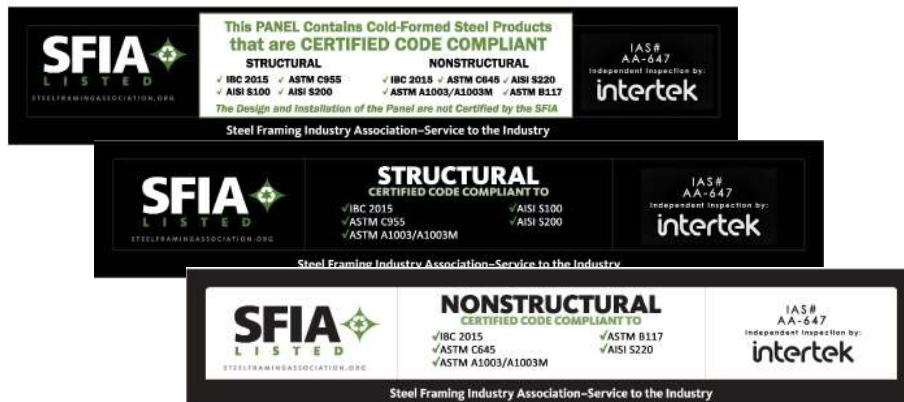 SFIA
LISTED
STEELFRAMINGASSOCIATION.ORG
This PANEL Contains Cold-Formed Steel Products
that are CERTIFIED CODE COMPLIANT
STRUCTURAL
✓ IBC 2015 ✓ ASTM C955
✓ AISI S100 ✓ AISI S200
NONSTRUCTURAL
✓ IBC 2015 ✓ ASTM C645 ✓ AISI S220
✓ ASTM A1003/A1003M ✓ ASTM B117
The Design and Installation of the Panel are not Certified by the SFIA
IAS#
AA-647
Independent Inspection by:
intertek
Steel Framing Industry Association–Service to the Industry
SFIA
LISTED
STEELFRAMINGASSOCIATION.ORG
STRUCTURAL
CERTIFIED CODE COMPLIANT TO
✓IBC 2015
✓ASTM C955
✓ASTM A1003/A1003M
✓AISI S100
✓AISI S200
IAS#
AA-647
Independent Inspection by:
intertek
Steel Framing Industry Association–Service to the Industry
SFIA
LISTED
STEELFRAMINGASSOCIATION.ORG
NONSTRUCTURAL
CERTIFIED CODE COMPLIANT TO
✓IBC 2015
✓ASTM C645
✓ASTM A1003/A1003M
✓ASTM B117
✓AISI S220
IAS#
AA-647
Independent Inspection by:
intertek
Steel Framing Industry Association–Service to the Industry